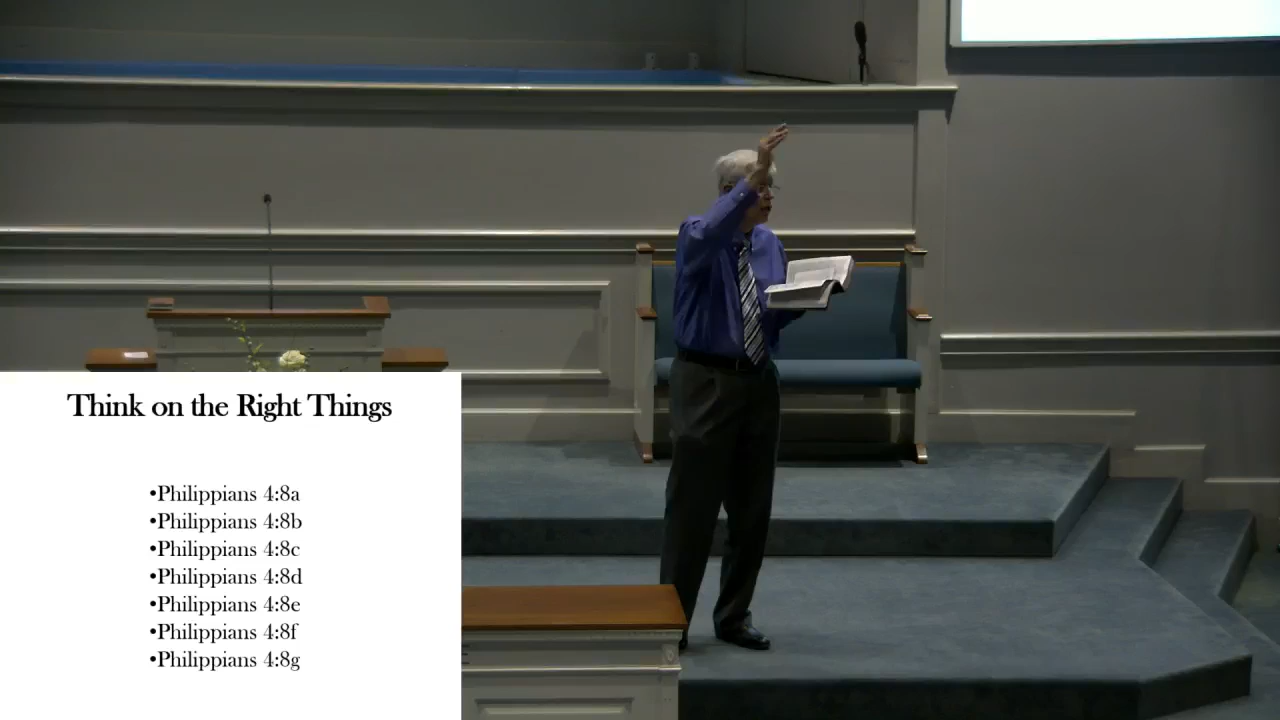 Think on the Right Things
•Philippians 4:8a
•Philippians 4:8b
•Philippians 4:8c
•Philippians 4:8d
•Philippians 4:8e
•Philippians 4:8f
•Philippians 4:8g